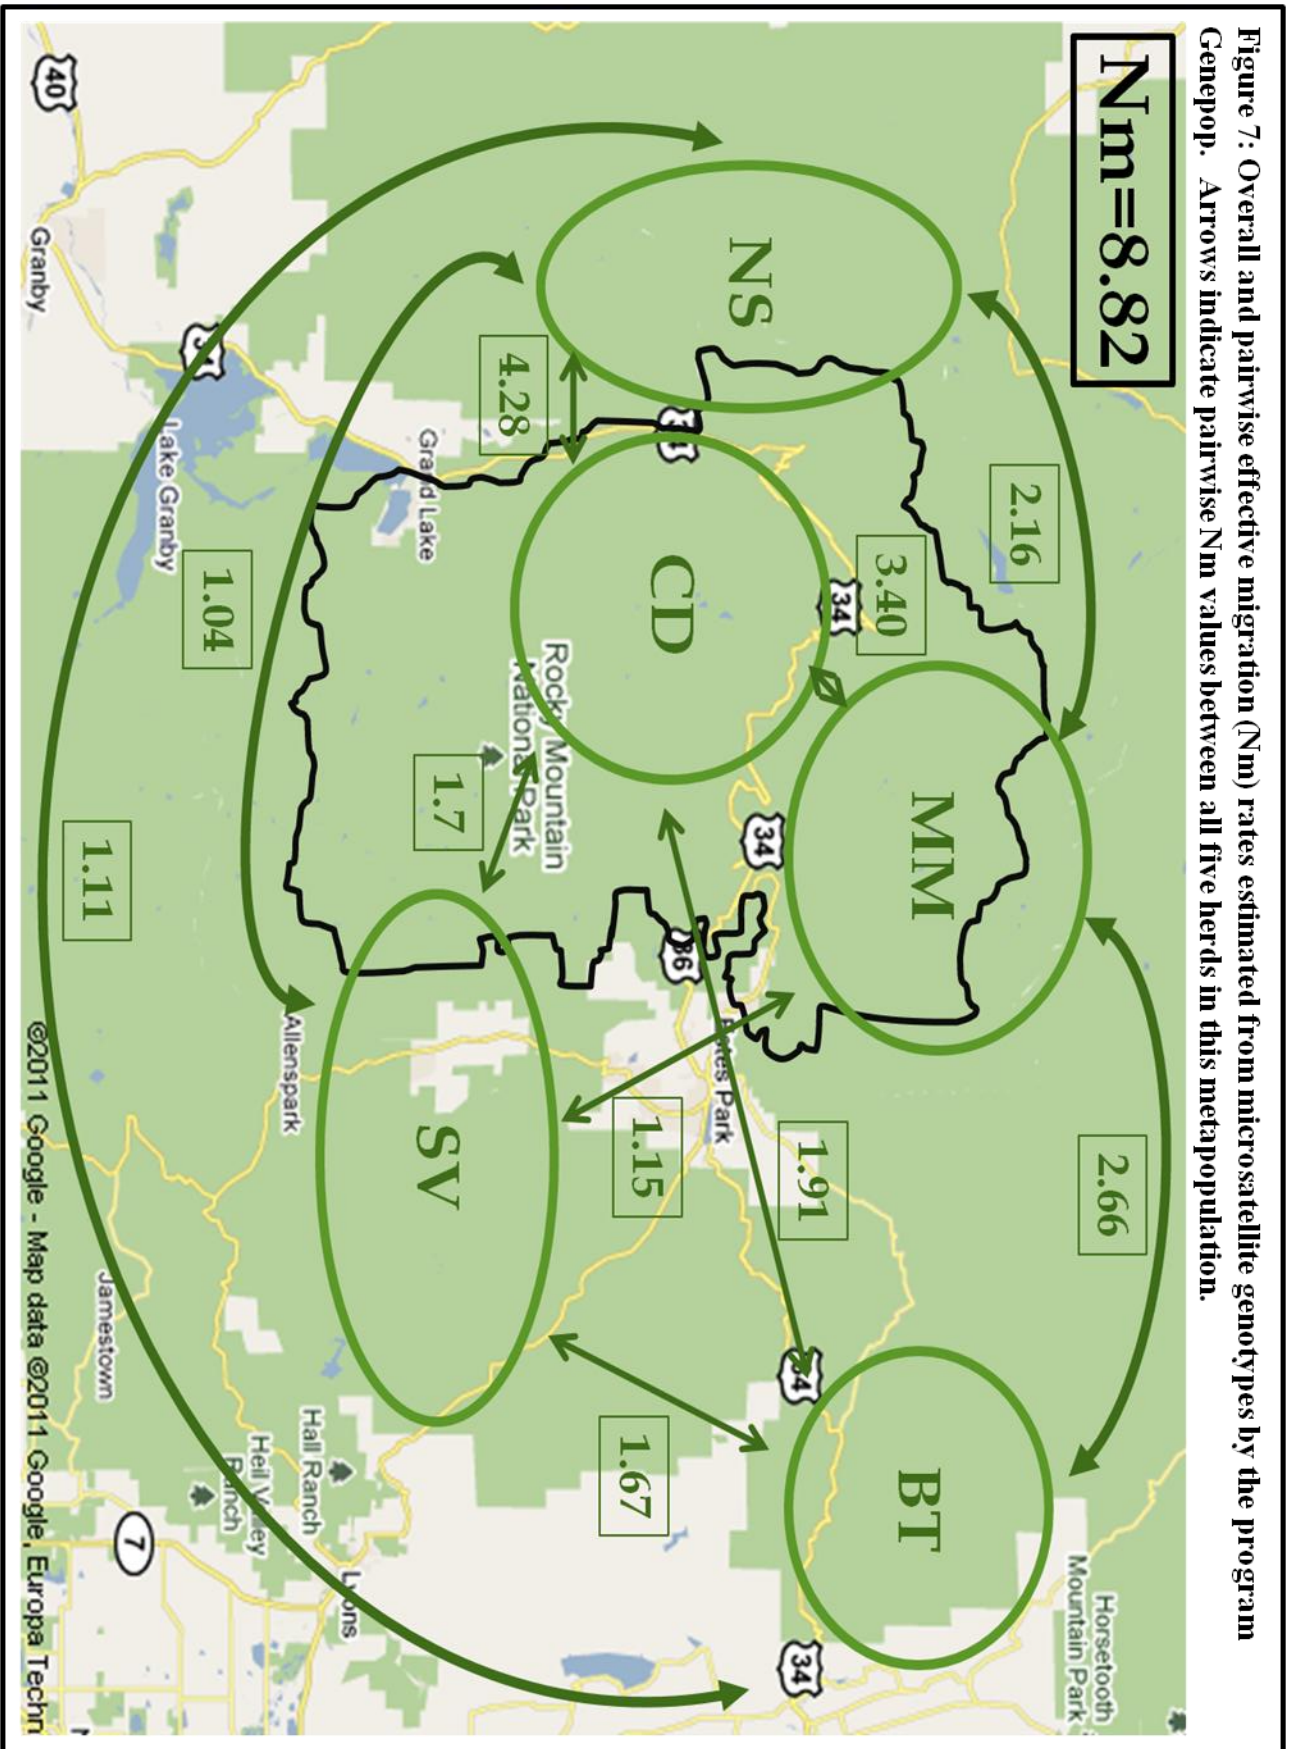 Figure 7: Overall and pairwise effective migration (Nm) rates estimated from microsatellite genotypes by the program
Genepop.  Arrows indicate pairwise Nm values between all five herds in this metapopulation.
Nm=8.82
2.16
2.66
Horsetooth
Mountain Park
NS
MM
BT
3.40
34
34
1.91
34
34
CD
Estes Park
36
1.15
1.67
4.28
Rocky Mountain
National Park
1.7
SV
Grand Lake
Lyons
Hall Ranch
Allenspark
Heil Valley
Ranch
34
1.04
Lake Granby
7
1.11
Jamestown
40
Granby
©2011 Google - Map data ©2011 Google, Europa Techn